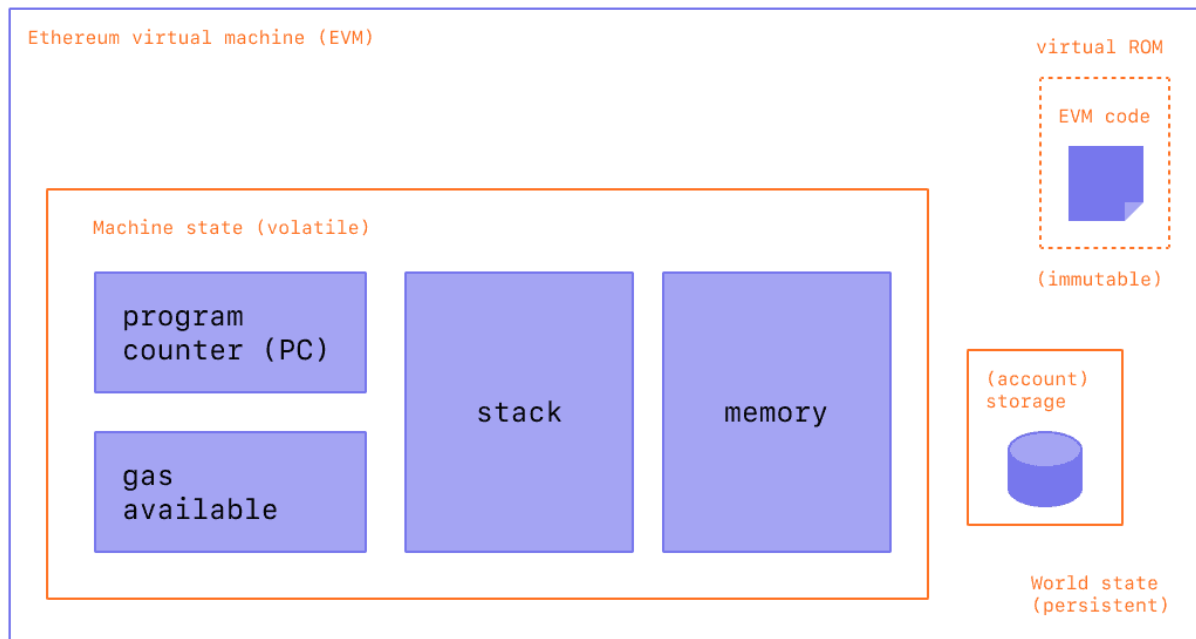 Ethereum virtual machine (EVM)
virtual ROM
EVM code
(immutable)
Machine state (volatile)
program
counter (PC)
gas
available
stack
memory
(account)
storage
World state
(persistent)